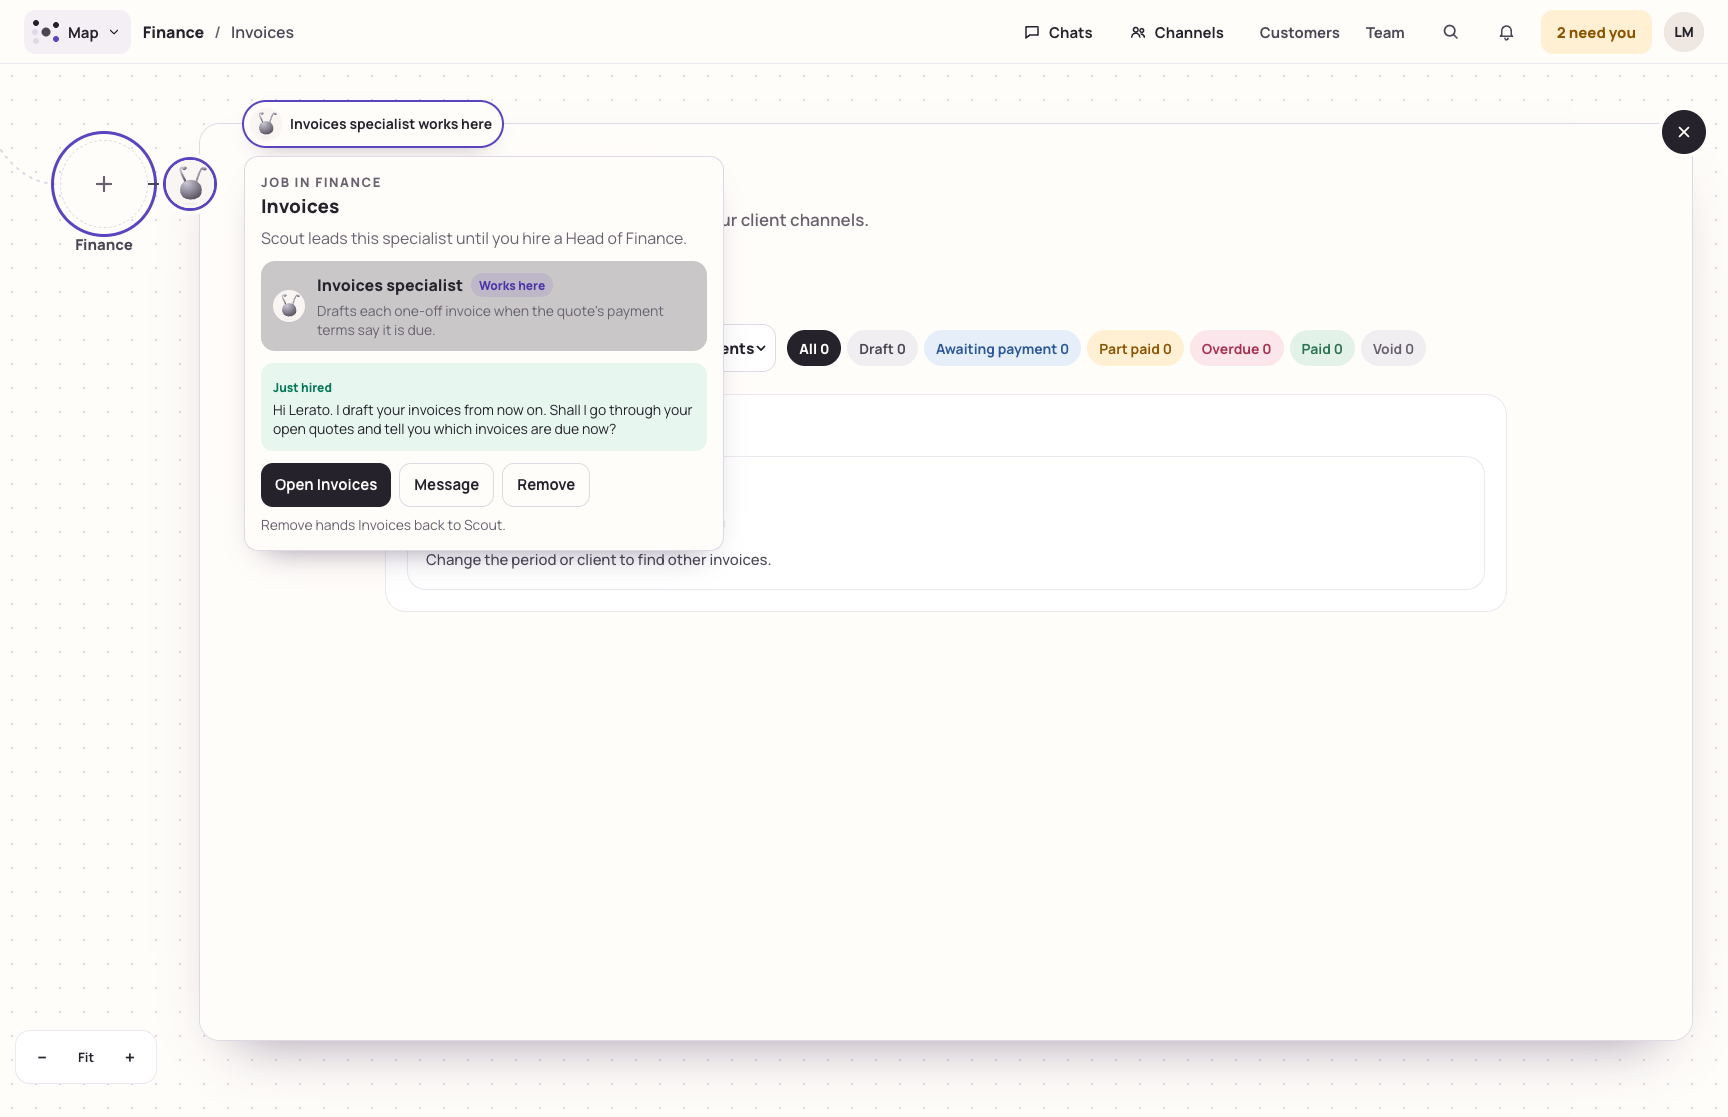 Map
Finance / Invoices
Chats
Channels
Customers
Team
2 need you
LM
Invoices specialist works here
Finance
JOB IN FINANCE
Invoices
Scout leads this specialist until you hire a Head of Finance.
Invoices specialist
Works here
Drafts each one-off invoice when the quote's payment
terms say it is due.
Just hired
Hi Lerato. I draft your invoices from now on. Shall I go through your
open quotes and tell you which invoices are due now?
Open Invoices
Message
Remove
Remove hands Invoices back to Scout.
client channels.
All 0
Draft 0
Awaiting payment 0
Part paid 0
Overdue 0
Paid 0
Void 0
Change the period or client to find other invoices.
− Fit +